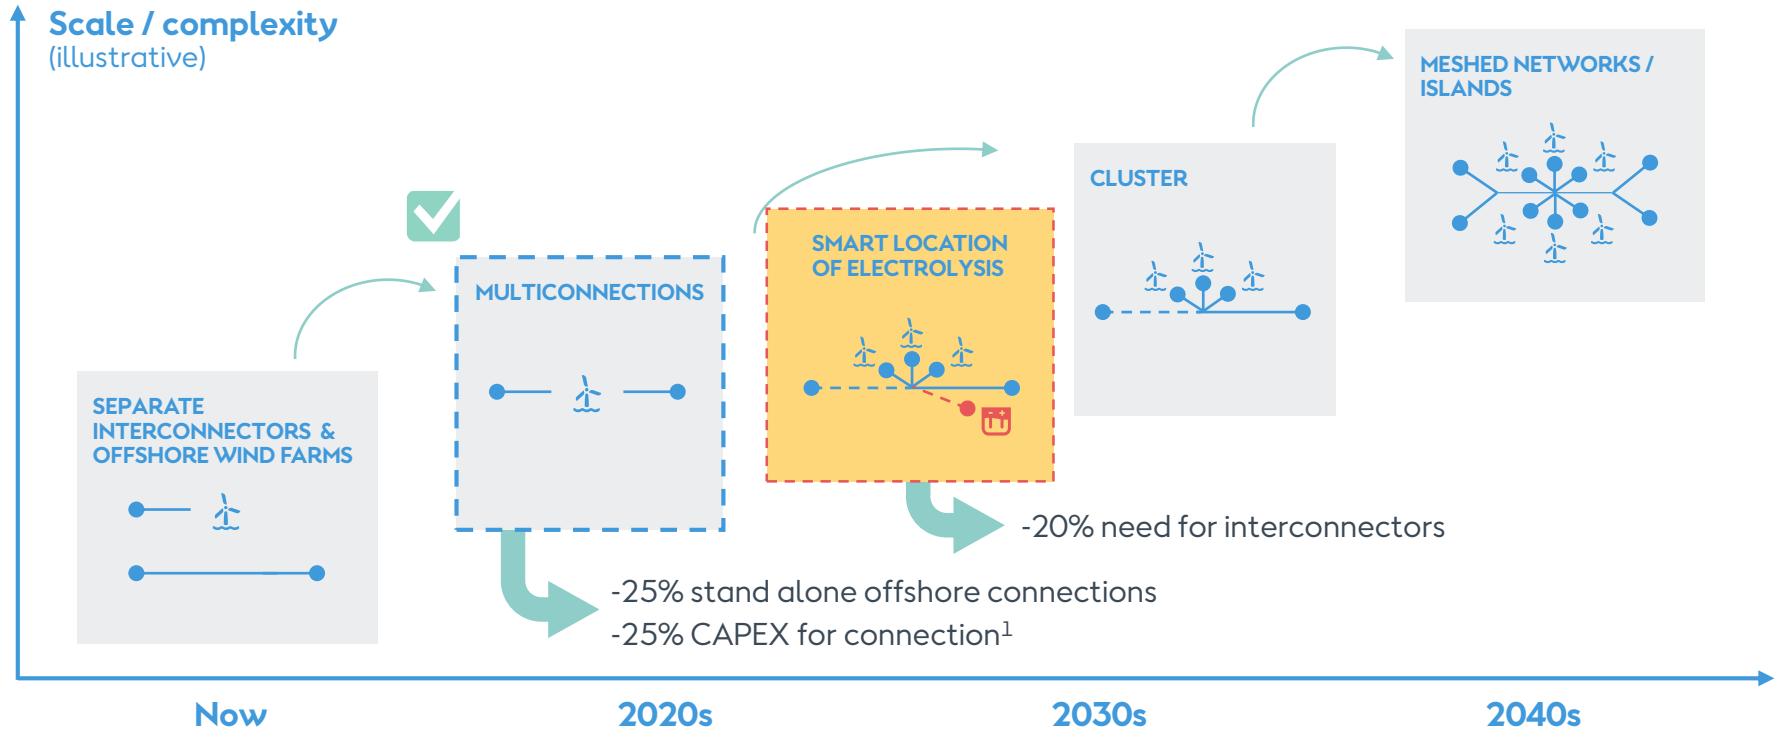 Scale / complexity
(illustrative)
SEPARATE
INTERCONNECTORS &
OFFSHORE WIND FARMS
MULTICONNECTIONS
-25% stand alone offshore connections
-25% CAPEX for connection¹
SMART LOCATION
OF ELECTROLYSIS
- +
-20% need for interconnectors
CLUSTER
MESHED NETWORKS /
ISLANDS
Now
2020s
2030s
2040s